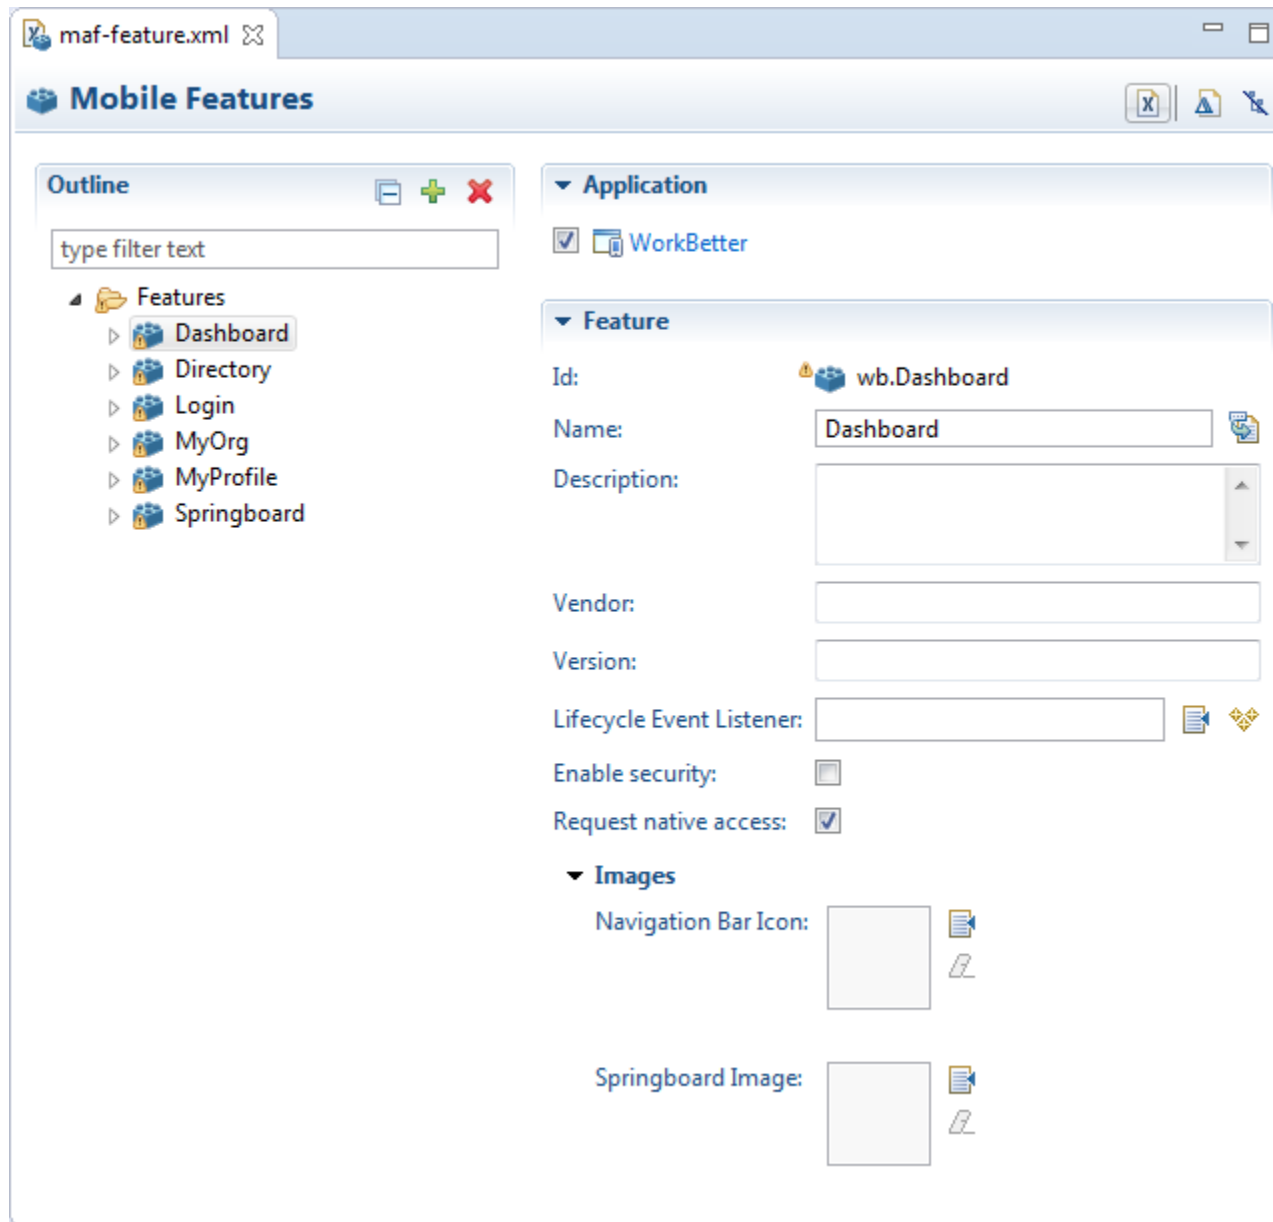 maf-feature.xml
Mobile Features
Outline
type filter text
Features
Dashboard
Directory
Login
MyOrg
MyProfile
Springboard
Application
WorkBetter
Feature
Id: wb.Dashboard
Name: Dashboard
Description:
Vendor:
Version:
Lifecycle Event Listener:
Enable security:
Request native access:
Images
Navigation Bar Icon:
Springboard Image: